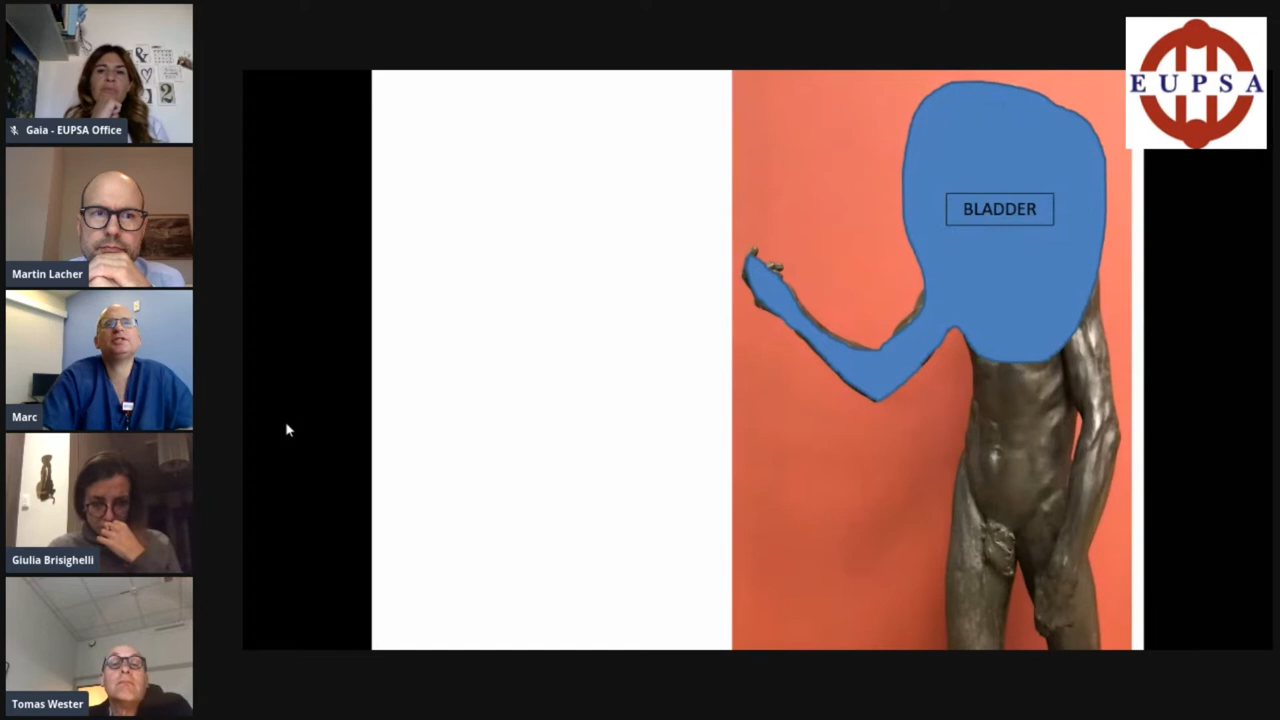 Gaia - EUPSA Office
Martin Lacher
Marc
Giulia Brisighelli
Tomas Wester
BLADDER
EUPSA